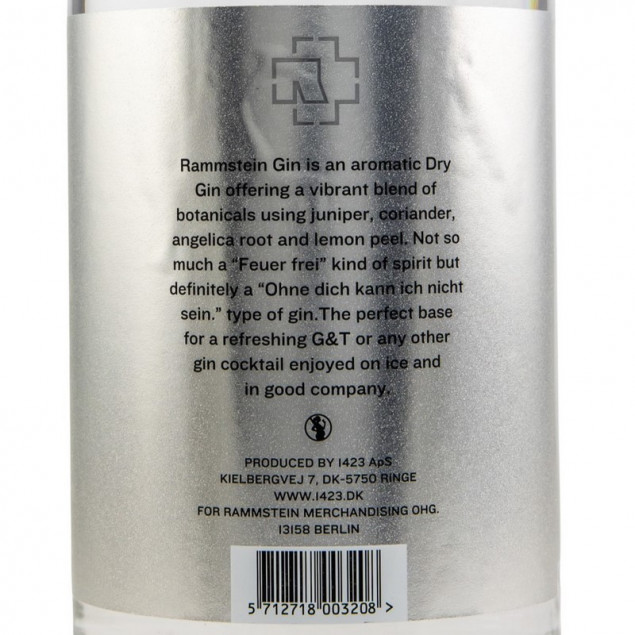 Rammstein Gin is an aromatic Dry
Gin offering a vibrant blend of
botanicals using juniper, coriander,
angelica root and lemon peel. Not so
much a “Feuer frei” kind of spirit but
definitely a “Ohne dich kann ich nicht
sein.” type of gin.The perfect base
for a refreshing G&T or any other
gin cocktail enjoyed on ice and
in good company.
PRODUCED BY 1423 ApS
KIELBERGVEJ 7, DK-5750 RINGE
WWW.1423.DK
FOR RAMMSTEIN MERCHANDISING OHG.
13158 BERLIN
5 712718 003208 >